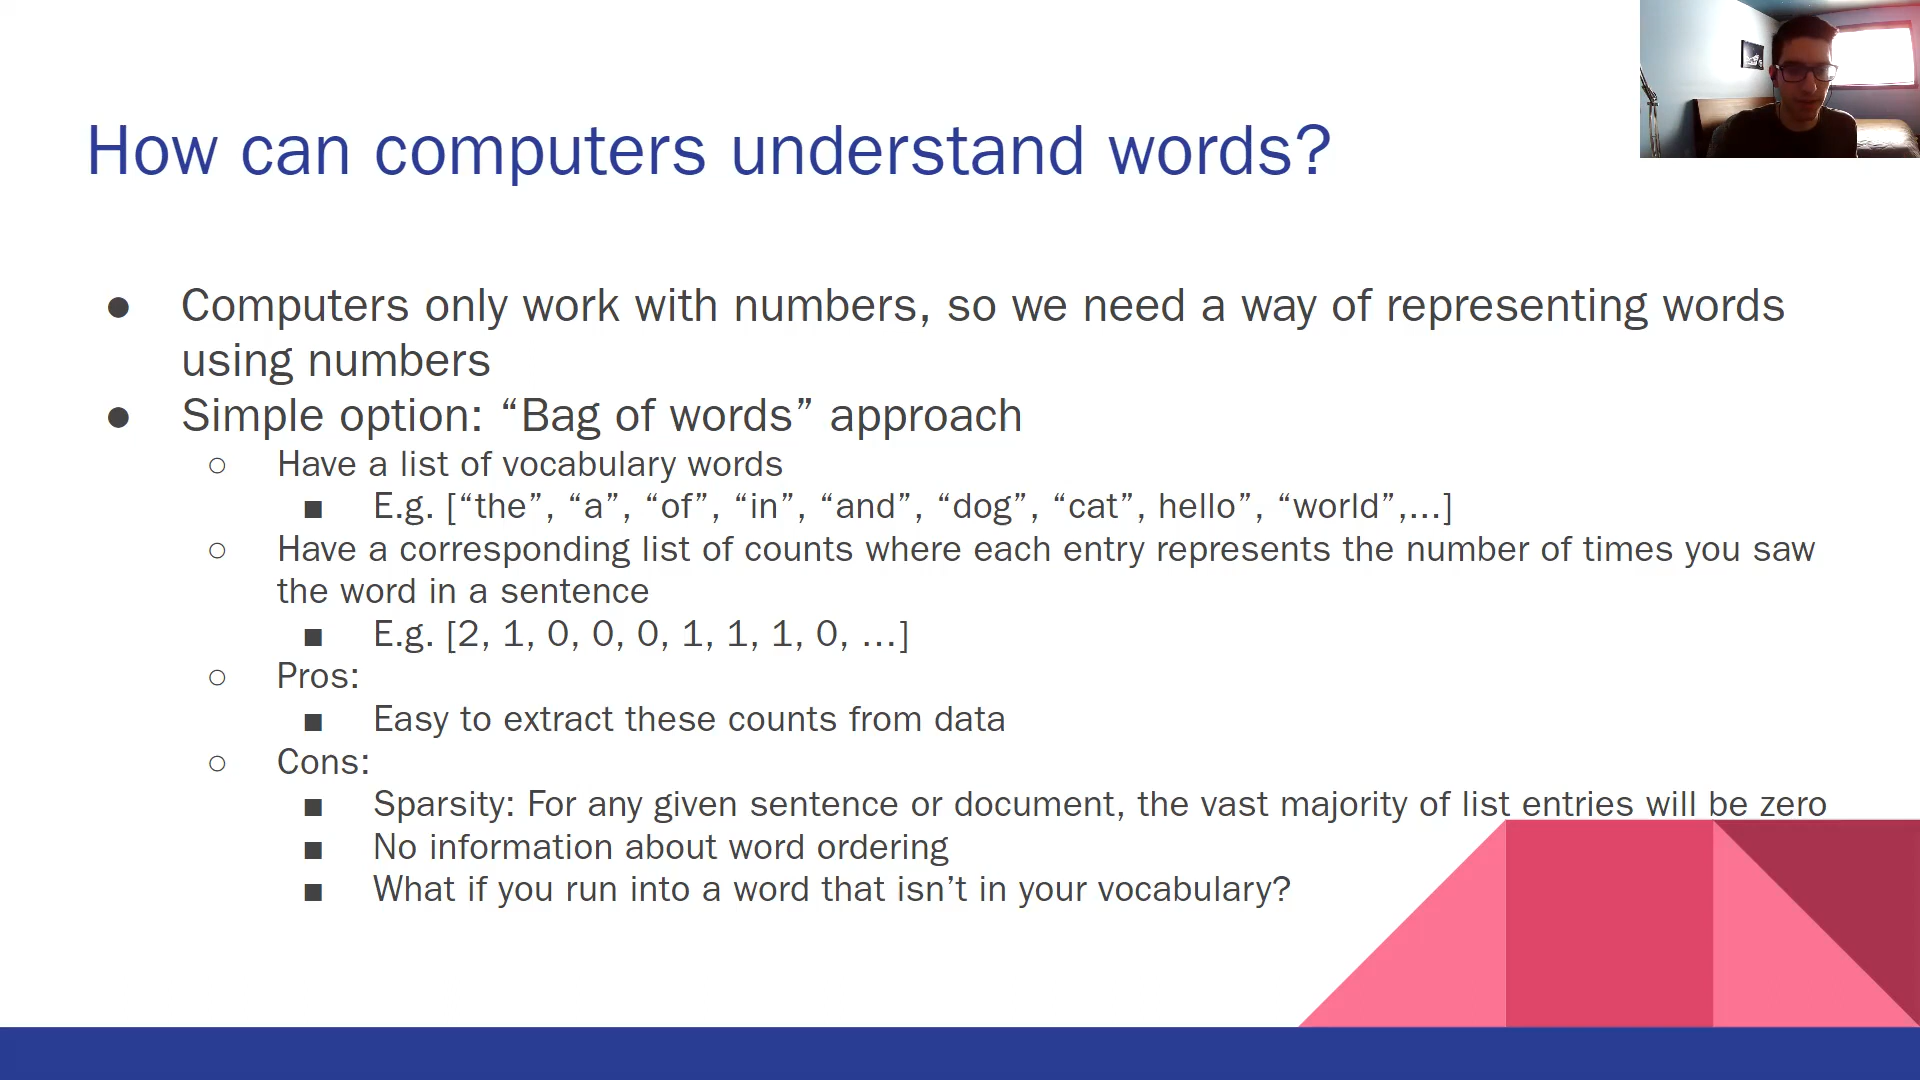 How can computers understand words?
● Computers only work with numbers, so we need a way of representing words
using numbers
● Simple option: “Bag of words” approach
○ Have a list of vocabulary words
■ E.g. [“the”, “a”, “of”, “in”, “and”, “dog”, “cat”, hello”, “world”,...]
○ Have a corresponding list of counts where each entry represents the number of times you saw
the word in a sentence
■ E.g. [2, 1, 0, 0, 0, 1, 1, 1, 0, ...]
○ Pros:
■ Easy to extract these counts from data
○ Cons:
■ Sparsity: For any given sentence or document, the vast majority of list entries will be zero
■ No information about word ordering
■ What if you run into a word that isn’t in your vocabulary?